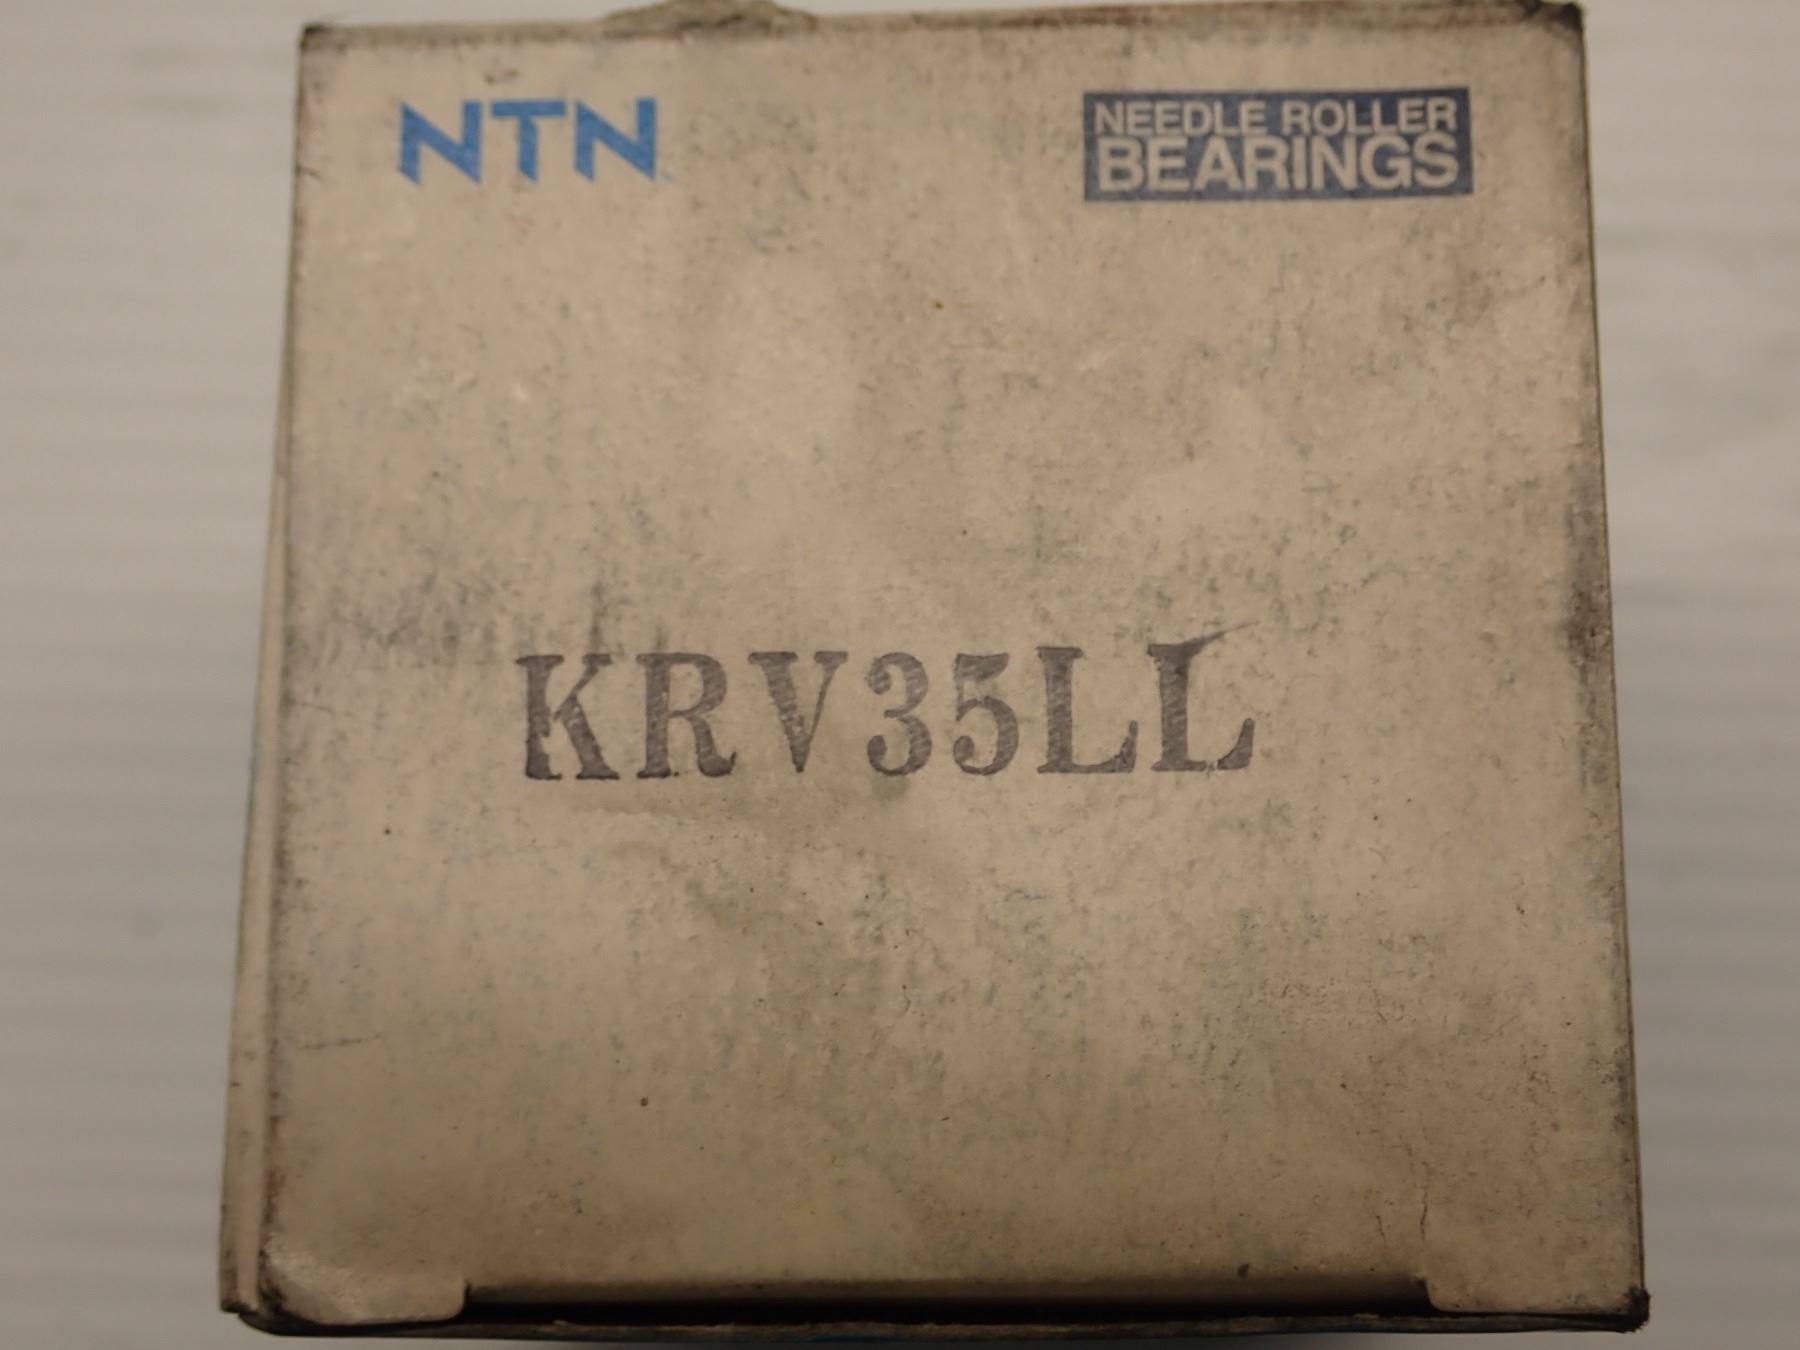 NTN
NEEDLE ROLLER
BEARINGS
KRV35LL